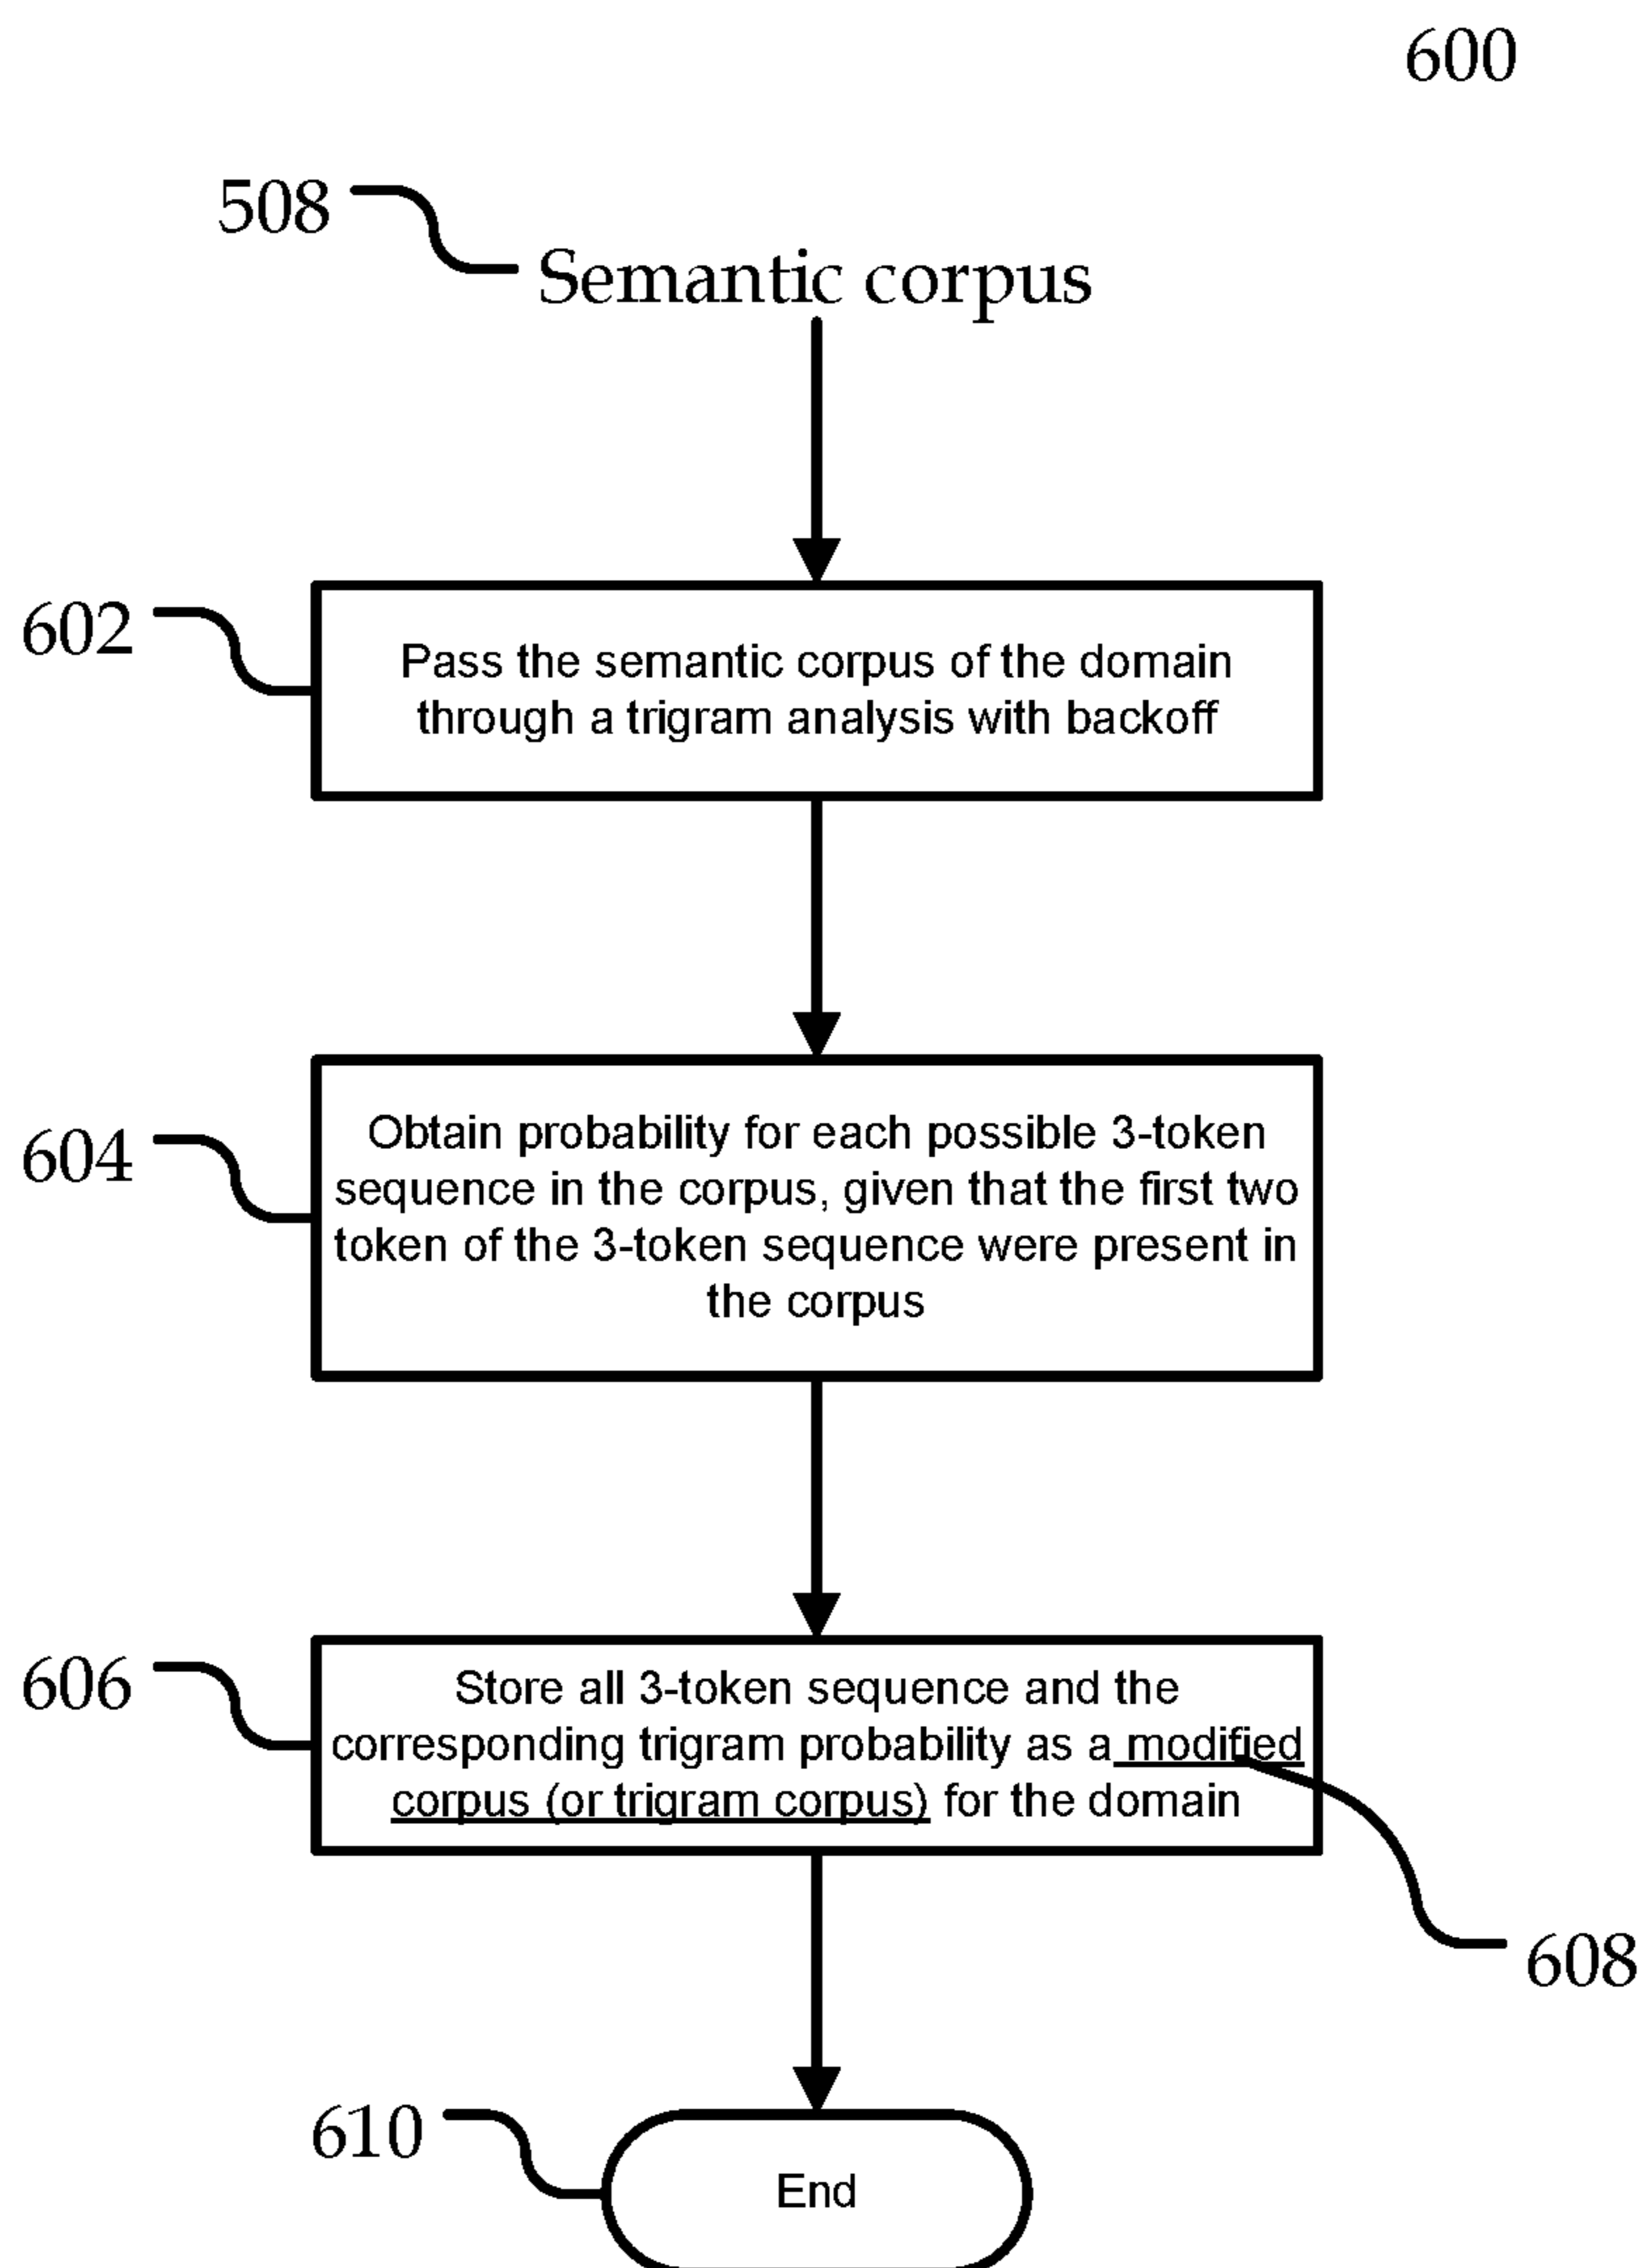 600
508
Semantic corpus
602
Pass the semantic corpus of the domain
through a trigram analysis with backoff
604
Obtain probability for each possible 3-token
sequence in the corpus, given that the first two
token of the 3-token sequence were present in
the corpus
606
Store all 3-token sequence and the
corresponding trigram probability as a modified
corpus (or trigram corpus) for the domain
608
610
End